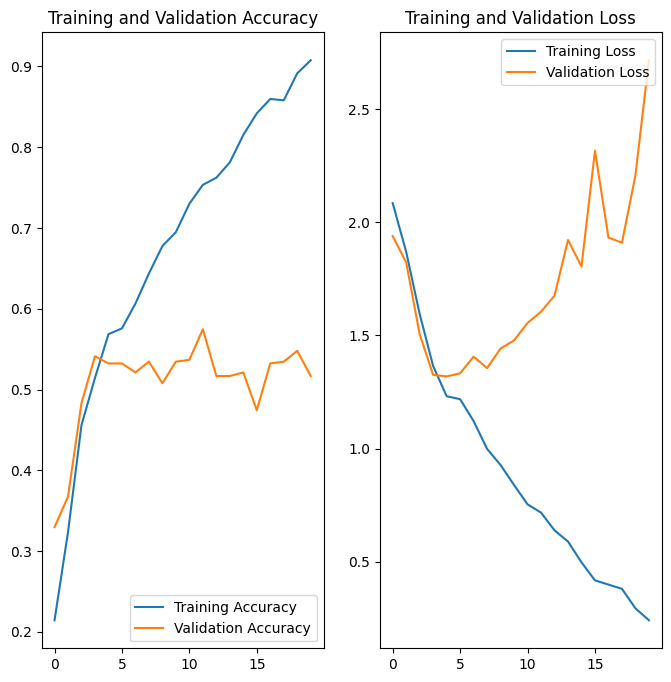 Training and Validation Accuracy
0.9
0.8
0.7
0.6
0.5
0.4
0.3
0.2
0 5 10 15
Training Accuracy
Validation Accuracy
Training and Validation Loss
2.5
2.0
1.5
1.0
0.5
0 5 10 15
Training Loss
Validation Loss